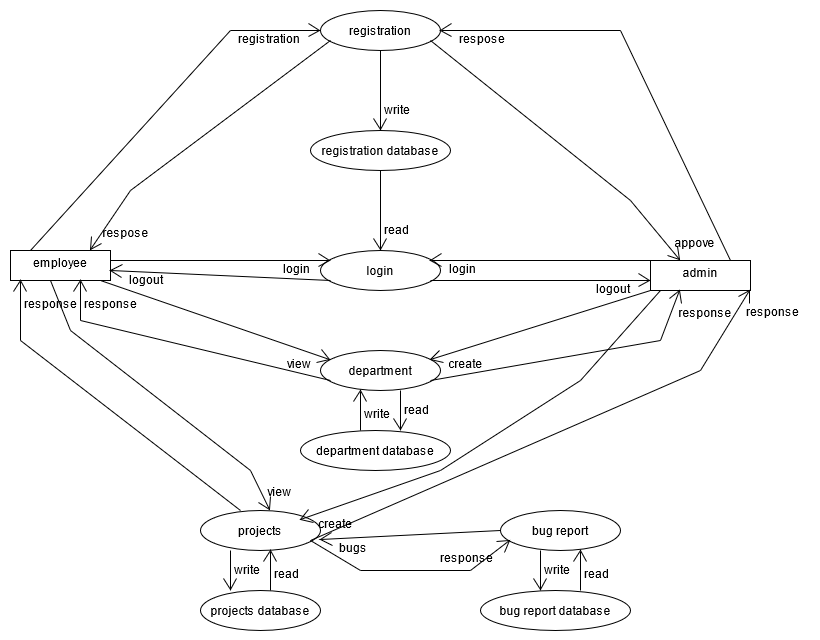 registration
registration
respose
write
registration database
read
respose
appove
employee
login
login
login
admin
logout
logout
response
response
response
response
view
department
create
write
read
department database
view
projects
create
bug report
bugs
response
write
read
write
read
projects database
bug report database